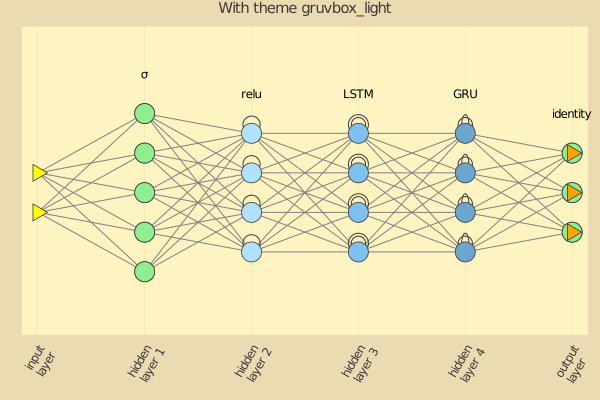 With theme gruvbox_light
σ
relu
LSTM
GRU
identity
input
layer
hidden
layer 1
hidden
layer 2
hidden
layer 3
hidden
layer 4
output
layer